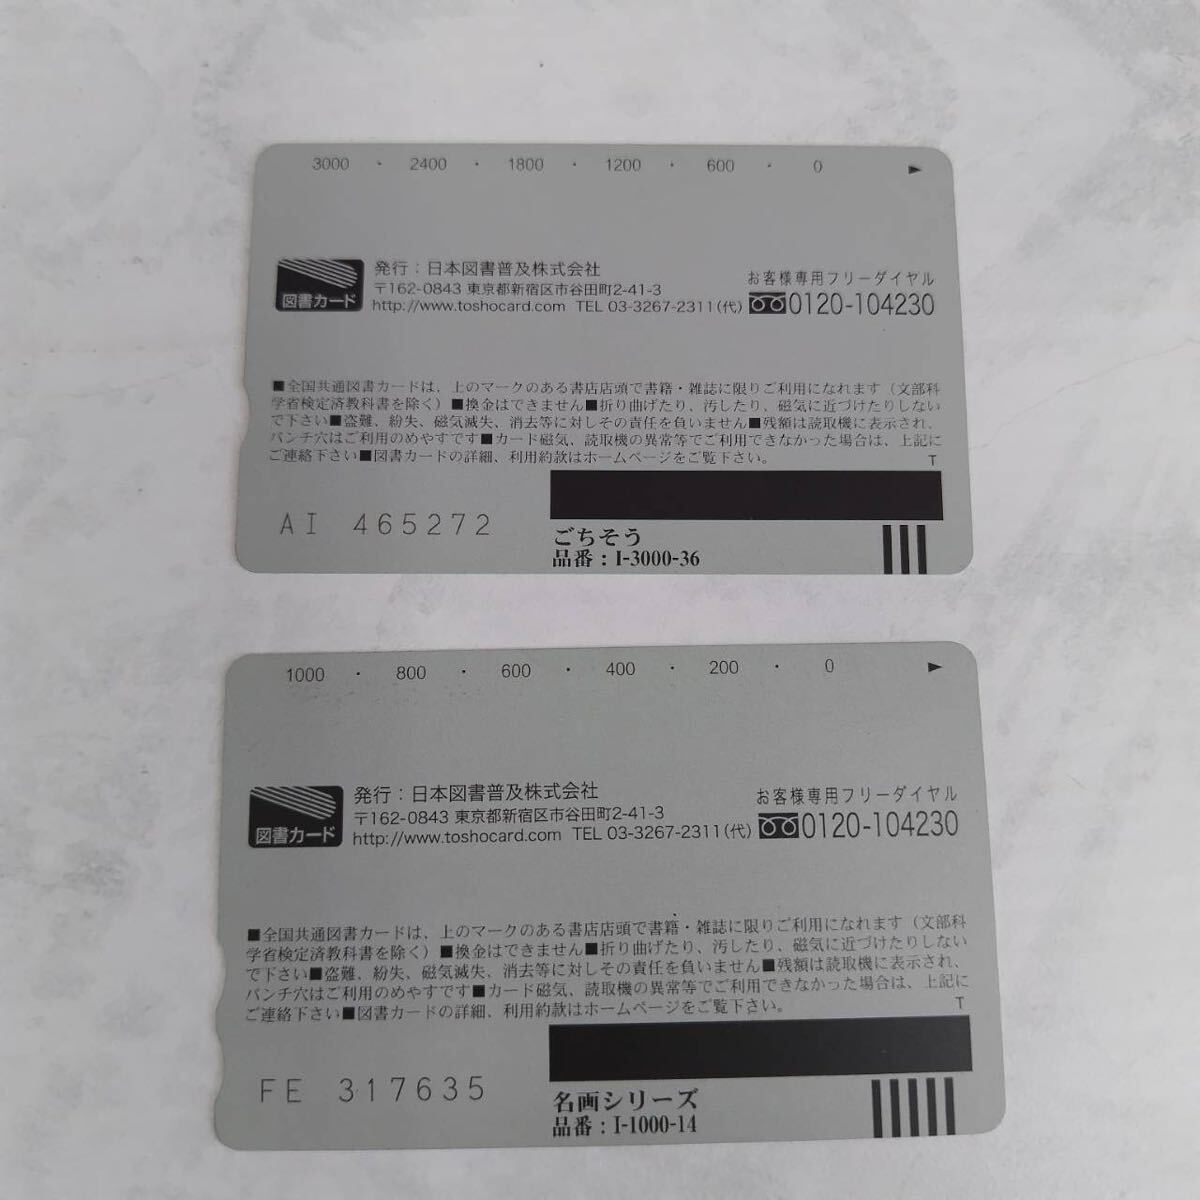 3000 ・ 2400 ・ 1800 ・ 1200 ・ 600 ・ 0 ▶
図書カード
発行：日本図書普及株式会社
〒162-0843 東京都新宿区市谷田町2-41-3
http://www.toshocard.com TEL 03-3267-2311(代)
お客様専用フリーダイヤル
0120-104230
■全国共通図書カードは、上のマークのある書店店頭で書籍・雑誌に限りご利用になれます（文部科
学省検定済教科書を除く）■換金はできません■折り曲げたり、汚したり、磁気に近づけたりしない
で下さい■盗難、紛失、磁気滅失、消去等に対しその責任を負いません■残額は読取機に表示され、
パンチ穴はご利用のめやすです■カード磁気、読取機の異常等でご利用できなかった場合は、上記に
ご連絡下さい■図書カードの詳細、利用約款はホームページをご覧下さい。
T
AI 465272
ごちそう
品番：I-3000-36
1000 ・ 800 ・ 600 ・ 400 ・ 200 ・ 0 ▶
図書カード
発行：日本図書普及株式会社
〒162-0843 東京都新宿区市谷田町2-41-3
http://www.toshocard.com TEL 03-3267-2311(代)
お客様専用フリーダイヤル
0120-104230
■全国共通図書カードは、上のマークのある書店店頭で書籍・雑誌に限りご利用になれます（文部科
学省検定済教科書を除く）■換金はできません■折り曲げたり、汚したり、磁気に近づけたりしない
で下さい■盗難、紛失、磁気滅失、消去等に対しその責任を負いません■残額は読取機に表示され、
パンチ穴はご利用のめやすです■カード磁気、読取機の異常等でご利用できなかった場合は、上記に
ご連絡下さい■図書カードの詳細、利用約款はホームページをご覧下さい。
T
FE 317635
名画シリーズ
品番：I-1000-14